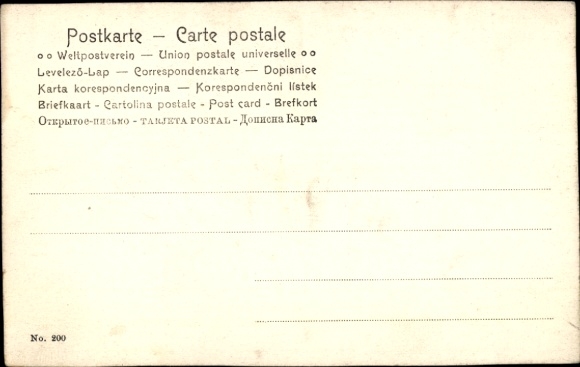 Postkarte — Carte postale
o o Weltpostverein — Union postale universelle o o
Levelező-Lap — Correspondenzkarte — Dopisnice
Karta korespondencyjna — Korespondenční lístek
Briefkaart - Cartolina postale - Post card - Brefkort
Открытое-письмо - TARJETA POSTAL - Дописна Карта
No. 200